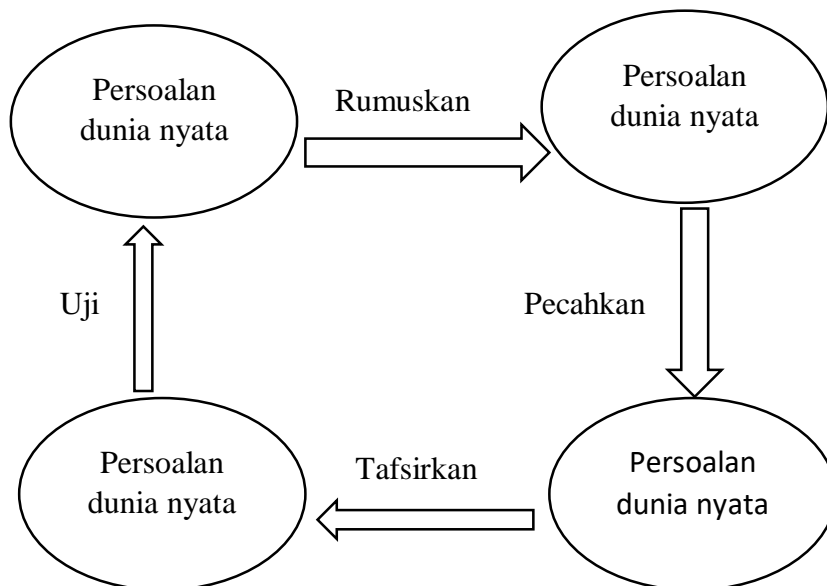 Persoalan
dunia nyata
Rumuskan
Persoalan
dunia nyata
Uji
Pecahkan
Persoalan
dunia nyata
Tafsirkan
Persoalan
dunia nyata